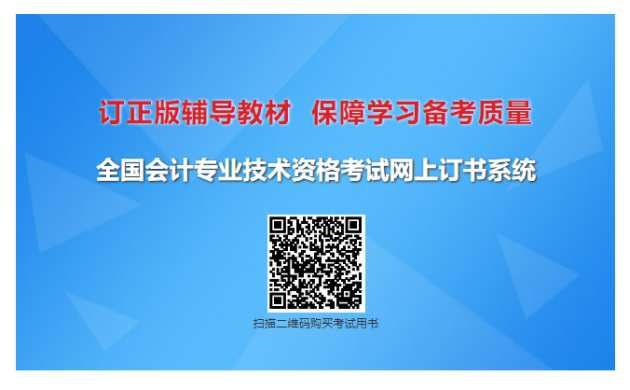 订正版辅导教材 保障学习备考质量
全国会计专业技术资格考试网上订书系统
扫描二维码购买考试用书